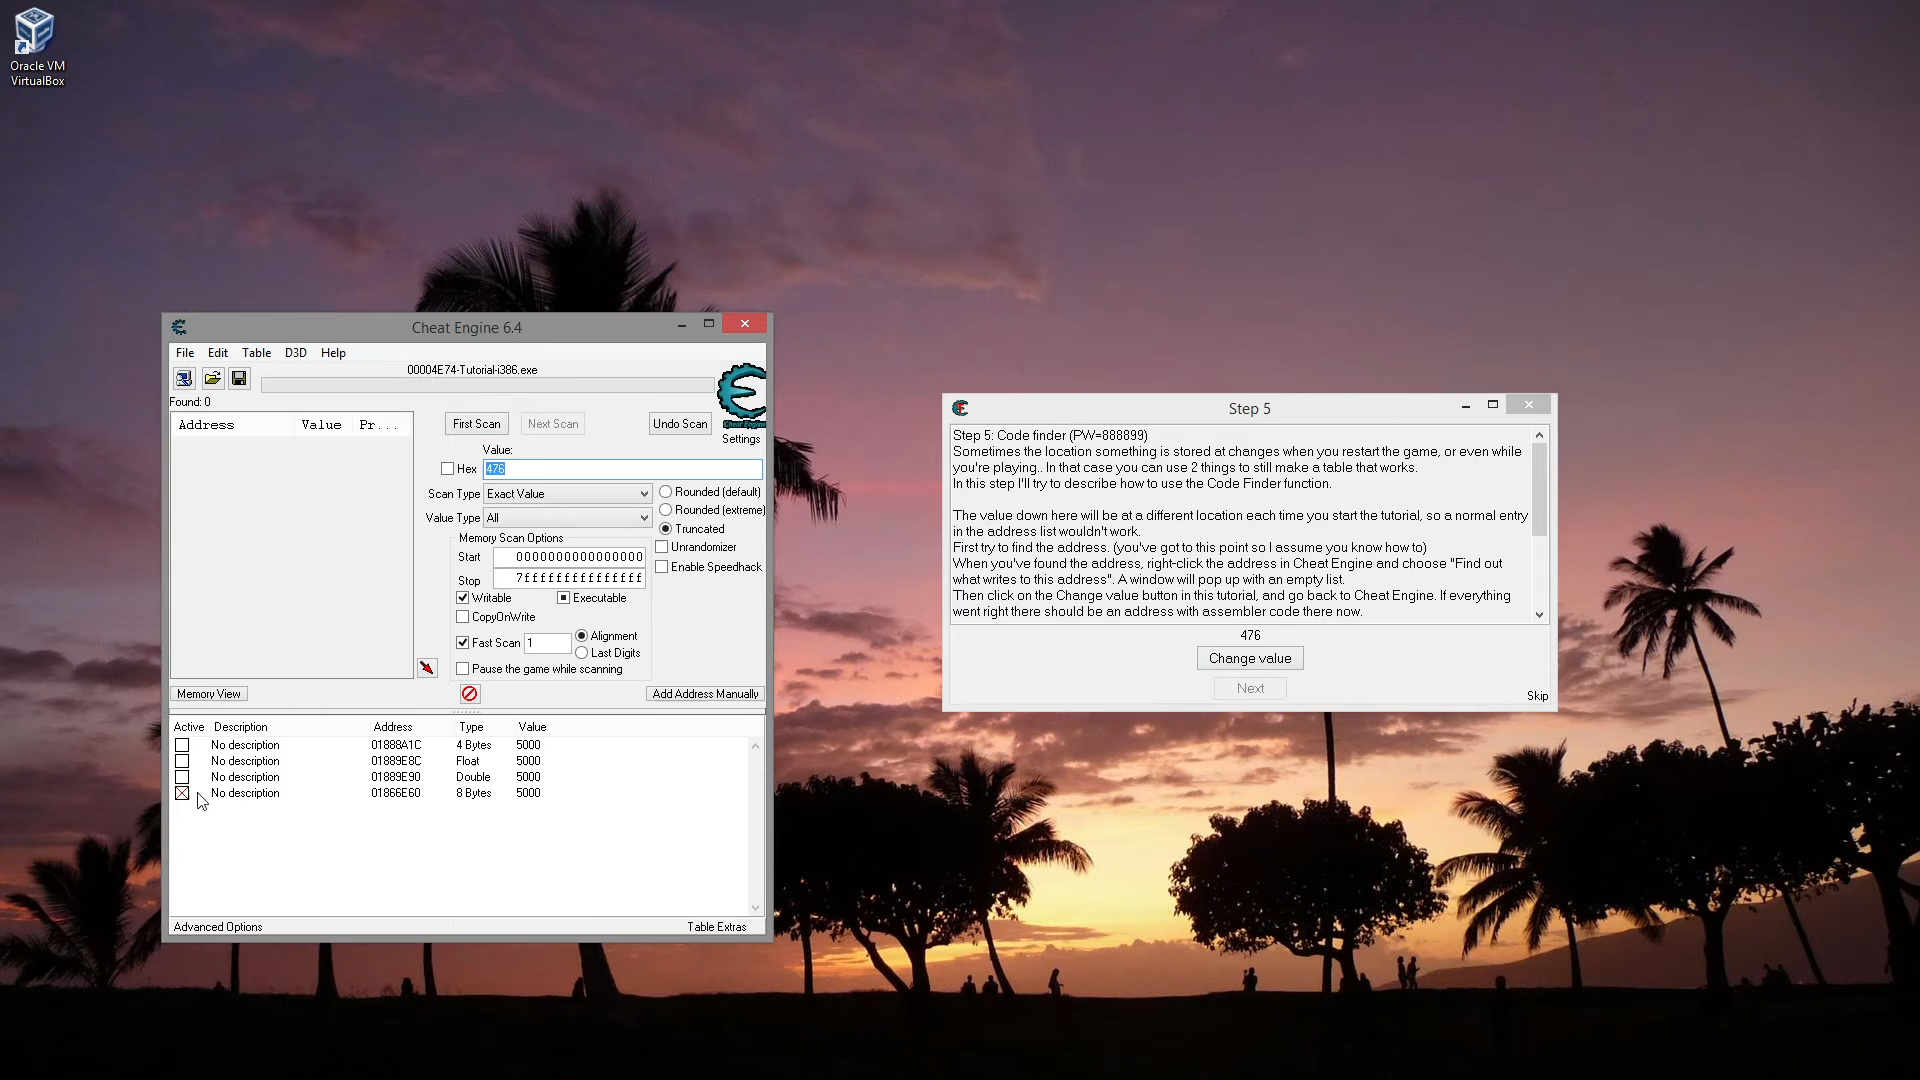 Oracle VM
VirtualBox
Cheat Engine 6.4
File Edit Table D3D Help
00004E74-Tutorial-i386.exe
Found: 0
Address Value Pr...
First Scan Next Scan Undo Scan
Cheat Engine
Settings
Value:
Hex 476
Scan Type Exact Value
Value Type All
Rounded (default)
Rounded (extreme)
Truncated
Memory Scan Options
Unrandomizer
Enable Speedhack
Start 0000000000000000
Stop 7fffffffffffffff
Writable Executable
CopyOnWrite
Fast Scan 1 Alignment
Last Digits
Pause the game while scanning
Memory View Add Address Manually
Active Description Address Type Value
No description 01888A1C 4 Bytes 5000
No description 01889E8C Float 5000
No description 01889E90 Double 5000
No description 01866E60 8 Bytes 5000
Advanced Options Table Extras
Step 5
Step 5: Code finder (PW=888899)
Sometimes the location something is stored at changes when you restart the game, or even while
you're playing.. In that case you can use 2 things to still make a table that works.
In this step I'll try to describe how to use the Code Finder function.
The value down here will be at a different location each time you start the tutorial, so a normal entry
in the address list wouldn't work.
First try to find the address. (you've got to this point so I assume you know how to)
When you've found the address, right-click the address in Cheat Engine and choose "Find out
what writes to this address". A window will pop up with an empty list.
Then click on the Change value button in this tutorial, and go back to Cheat Engine. If everything
went right there should be an address with assembler code there now.
476
Change value
Next
Skip